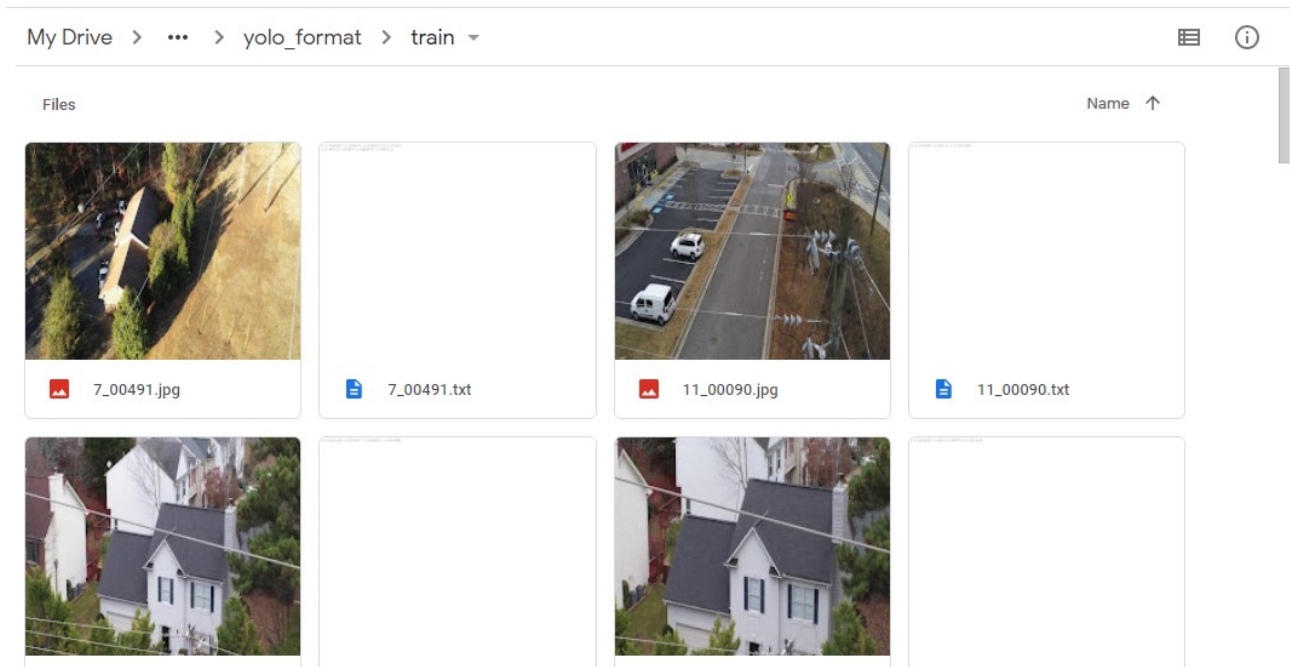 My Drive > ••• > yolo_format > train
Files
Name
7_00491.jpg
7_00491.txt
11_00090.jpg
11_00090.txt